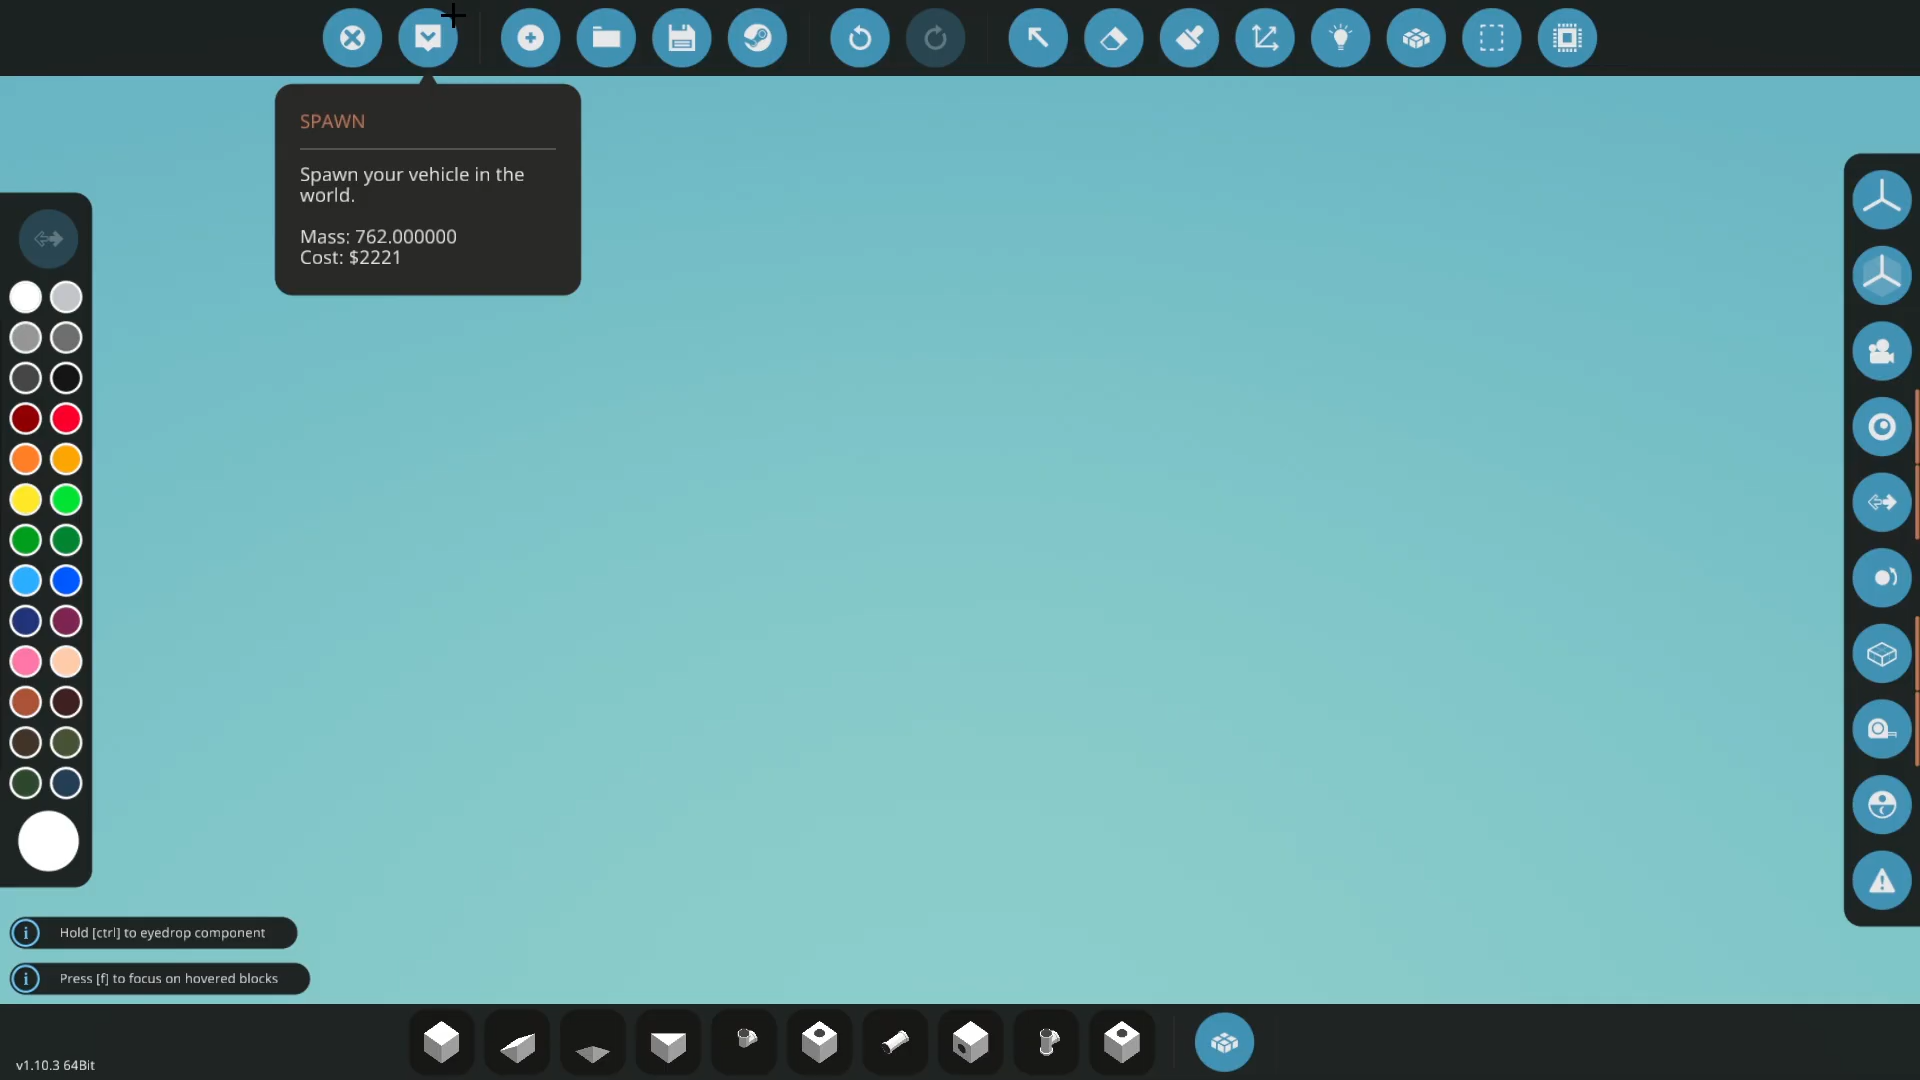 SPAWN
Spawn your vehicle in the
world.
Mass: 762.000000
Cost: $2221
Hold [ctrl] to eyedrop component
Press [f] to focus on hovered blocks
v1.10.3 64Bit